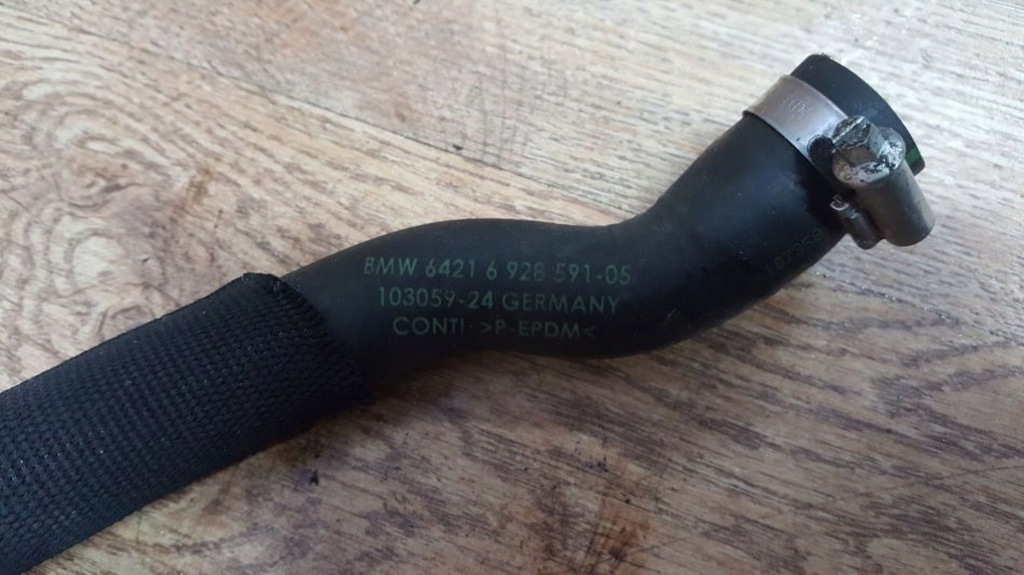 BMW 6421 6 928 591-05
103059-24 GERMANY
CONTI >P-EPDM<